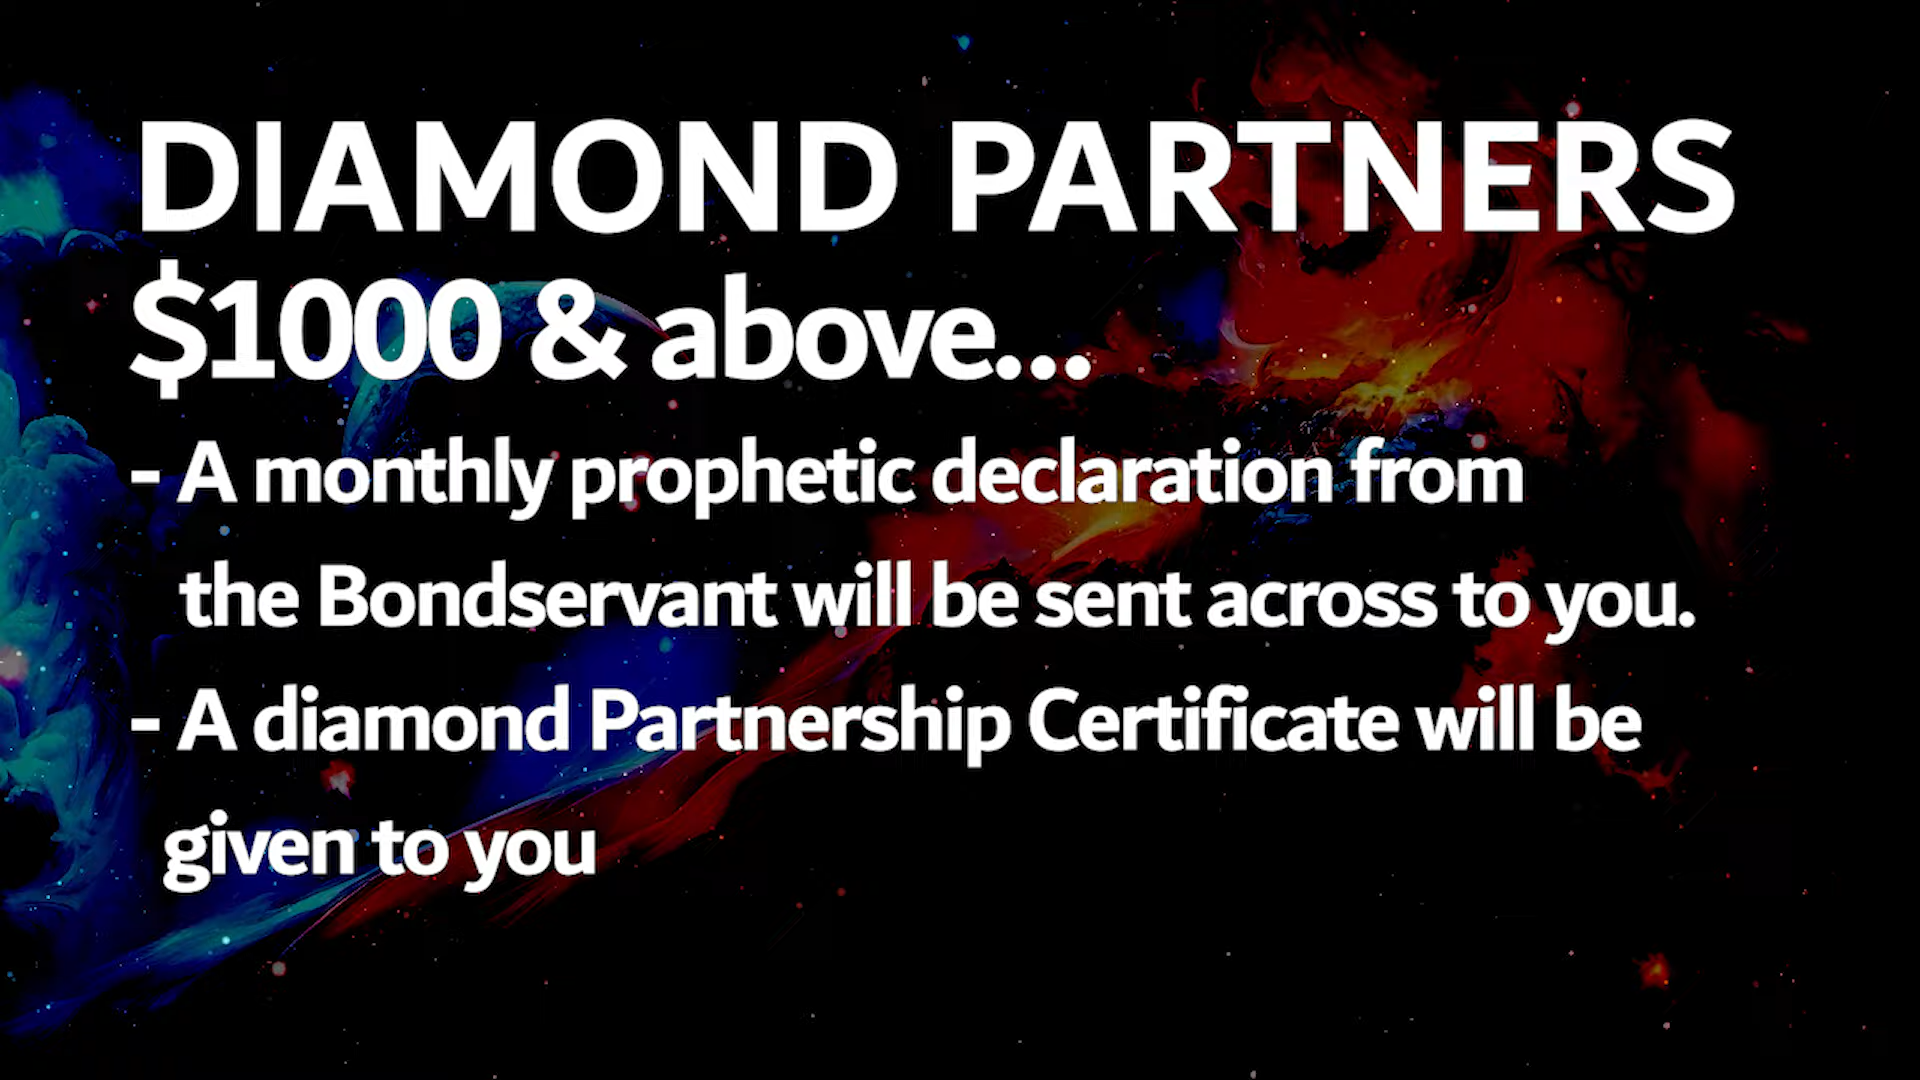 DIAMOND PARTNERS
$1000 & above...
- A monthly prophetic declaration from
the Bondservant will be sent across to you.
- A diamond Partnership Certificate will be
given to you